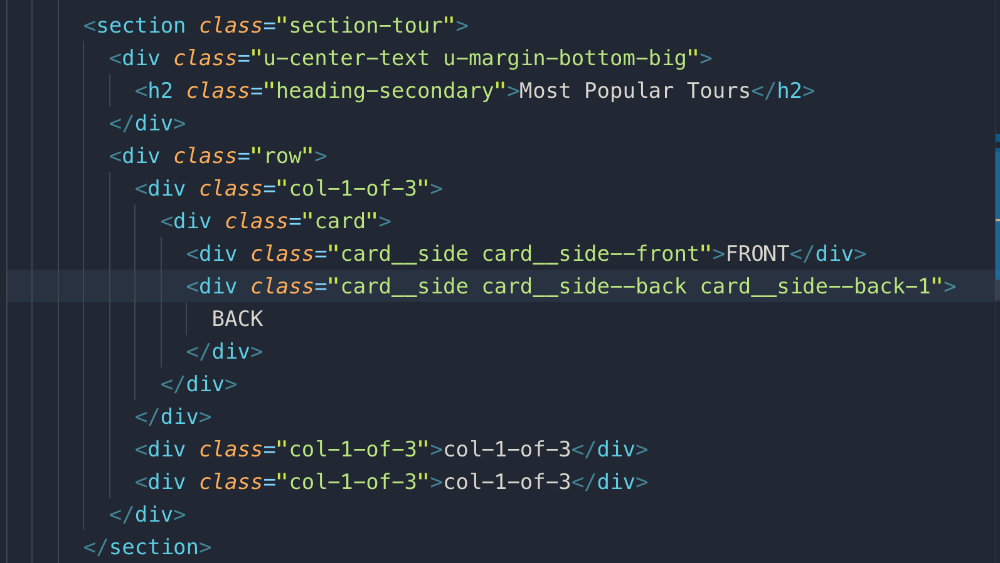 <section class="section-tour">
<div class="u-center-text u-margin-bottom-big">
<h2 class="heading-secondary">Most Popular Tours</h2>
</div>
<div class="row">
<div class="col-1-of-3">
<div class="card">
<div class="card__side card__side--front">FRONT</div>
<div class="card__side card__side--back card__side--back-1">
BACK
</div>
</div>
</div>
<div class="col-1-of-3">col-1-of-3</div>
<div class="col-1-of-3">col-1-of-3</div>
</div>
</section>